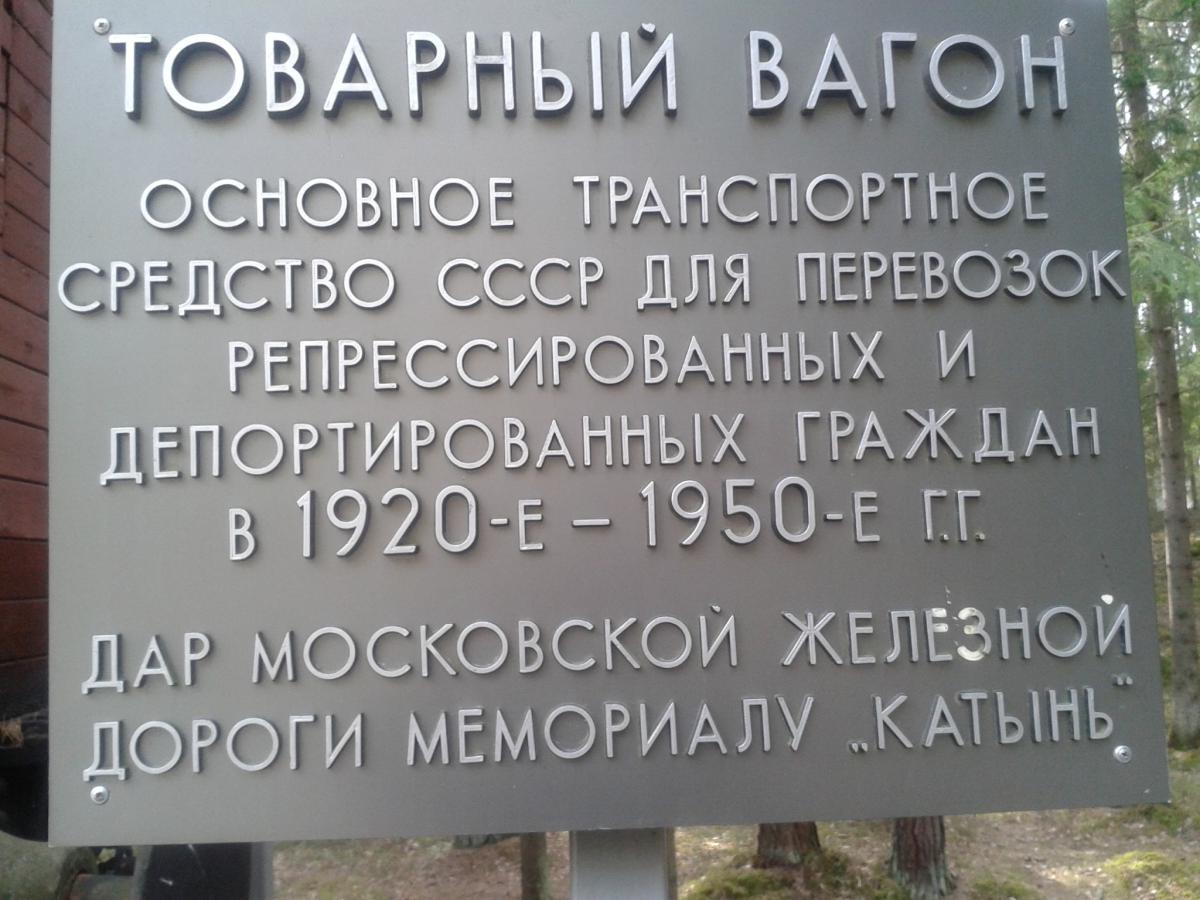 ТОВАРНЫЙ ВАГОН
ОСНОВНОЕ ТРАНСПОРТНОЕ
СРЕДСТВО СССР ДЛЯ ПЕРЕВОЗОК
РЕПРЕССИРОВАННЫХ И
ДЕПОРТИРОВАННЫХ ГРАЖДАН
В 1920-Е – 1950-Е Г.Г.
ДАР МОСКОВСКОЙ ЖЕЛЕЗНОЙ
ДОРОГИ МЕМОРИАЛУ „КАТЫНЬ“